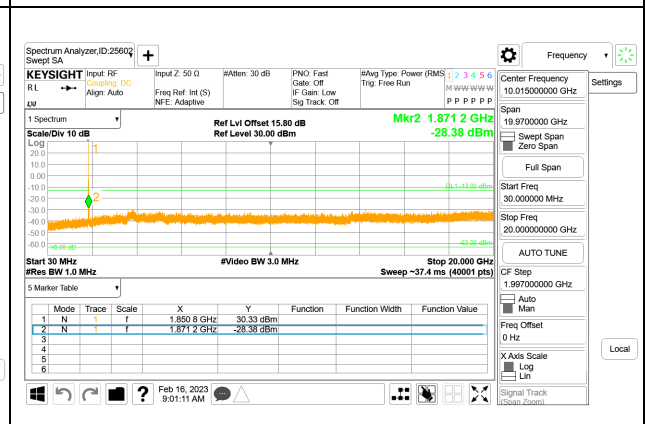 Spectrum Analyzer,ID:25602
Swept SA
Frequency
KEYSIGHT
RL
Input: RF
Coupling: DC
Align: Auto
Input Z: 50 Ω
Freq Ref: Int (S)
NFE: Adaptive
#Atten: 30 dB
PNO: Fast
Gate: Off
IF Gain: Low
Sig Track: Off
#Avg Type: Power (RMS
Trig: Free Run
1 2 3 4 5 6
M W W W W W
P P P P P P
1 Spectrum
Scale/Div 10 dB
Ref Lvl Offset 15.80 dB
Ref Level 30.00 dBm
Mkr2 1.871 2 GHz
-28.38 dBm
Log
20.0
10.0
0.00
-10.0
-20.0
-30.0
-40.0
-50.0
-60.0
1
2
DL1 -13.00 dBm
Start 30 MHz
#Res BW 1.0 MHz
#Video BW 3.0 MHz
Stop 20.000 GHz
Sweep ~37.4 ms (40001 pts)
5 Marker Table
Mode Trace Scale X Y Function Function Width Function Value
1 N 1 f 1.850 8 GHz 30.33 dBm
2 N 1 f 1.871 2 GHz -28.38 dBm
3
4
5
6
Feb 16, 2023
9:01:11 AM
Center Frequency
10.015000000 GHz
Settings
Span
19.9700000 GHz
Swept Span
Zero Span
Full Span
Start Freq
30.000000 MHz
Stop Freq
20.000000000 GHz
AUTO TUNE
CF Step
1.997000000 GHz
Auto
Man
Freq Offset
0 Hz
X Axis Scale
Log
Lin
Local
Signal Track
(Span Zoom)